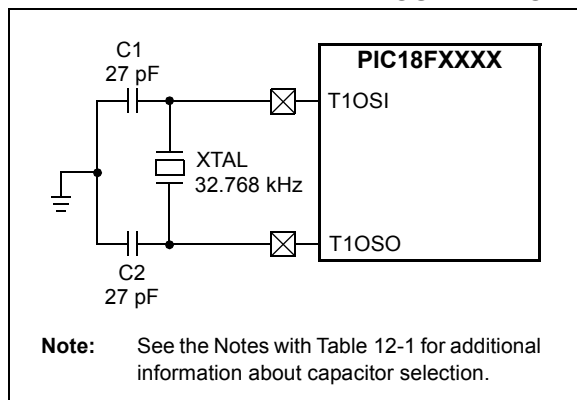 C1
27 pF
PIC18FXXXX
T1OSI
XTAL
32.768 kHz
T1OSO
C2
27 pF
Note: See the Notes with Table 12-1 for additional
information about capacitor selection.